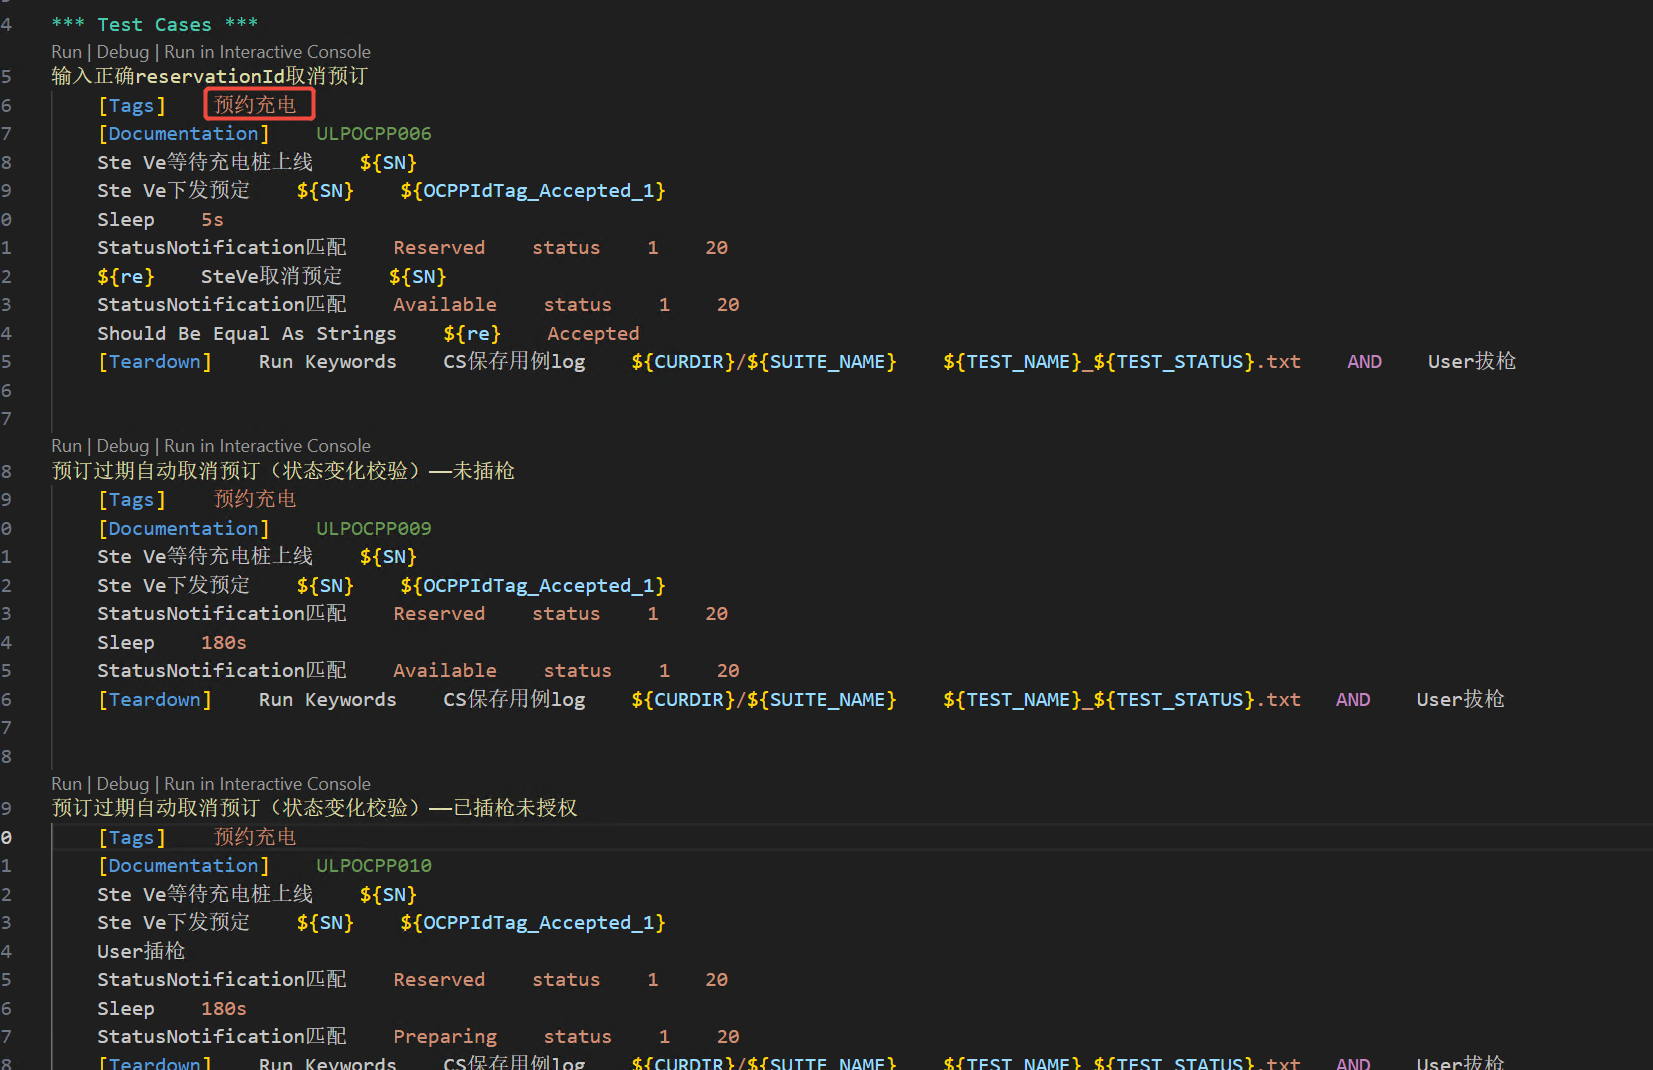 4 *** Test Cases ***
Run | Debug | Run in Interactive Console
5 输入正确reservationId取消预订
6 [Tags] 预约充电
7 [Documentation] ULPOCPP006
8 Ste Ve等待充电桩上线 ${SN}
9 Ste Ve下发预定 ${SN} ${OCPPIdTag_Accepted_1}
0 Sleep 5s
1 StatusNotification匹配 Reserved status 1 20
2 ${re} SteVe取消预定 ${SN}
3 StatusNotification匹配 Available status 1 20
4 Should Be Equal As Strings ${re} Accepted
5 [Teardown] Run Keywords CS保存用例log ${CURDIR}/${SUITE_NAME} ${TEST_NAME}_${TEST_STATUS}.txt AND User拔枪
6
7
Run | Debug | Run in Interactive Console
8 预订过期自动取消预订（状态变化校验）——未插枪
9 [Tags] 预约充电
0 [Documentation] ULPOCPP009
1 Ste Ve等待充电桩上线 ${SN}
2 Ste Ve下发预定 ${SN} ${OCPPIdTag_Accepted_1}
3 StatusNotification匹配 Reserved status 1 20
4 Sleep 180s
5 StatusNotification匹配 Available status 1 20
6 [Teardown] Run Keywords CS保存用例log ${CURDIR}/${SUITE_NAME} ${TEST_NAME}_${TEST_STATUS}.txt AND User拔枪
7
8
Run | Debug | Run in Interactive Console
9 预订过期自动取消预订（状态变化校验）——已插枪未授权
0 [Tags] 预约充电
1 [Documentation] ULPOCPP010
2 Ste Ve等待充电桩上线 ${SN}
3 Ste Ve下发预定 ${SN} ${OCPPIdTag_Accepted_1}
4 User插枪
5 StatusNotification匹配 Reserved status 1 20
6 Sleep 180s
7 StatusNotification匹配 Preparing status 1 20
8 [Teardown] Run Keywords CS保存用例log ${CURDIR}/${SUITE_NAME} ${TEST_NAME}_${TEST_STATUS}.txt AND User拔枪